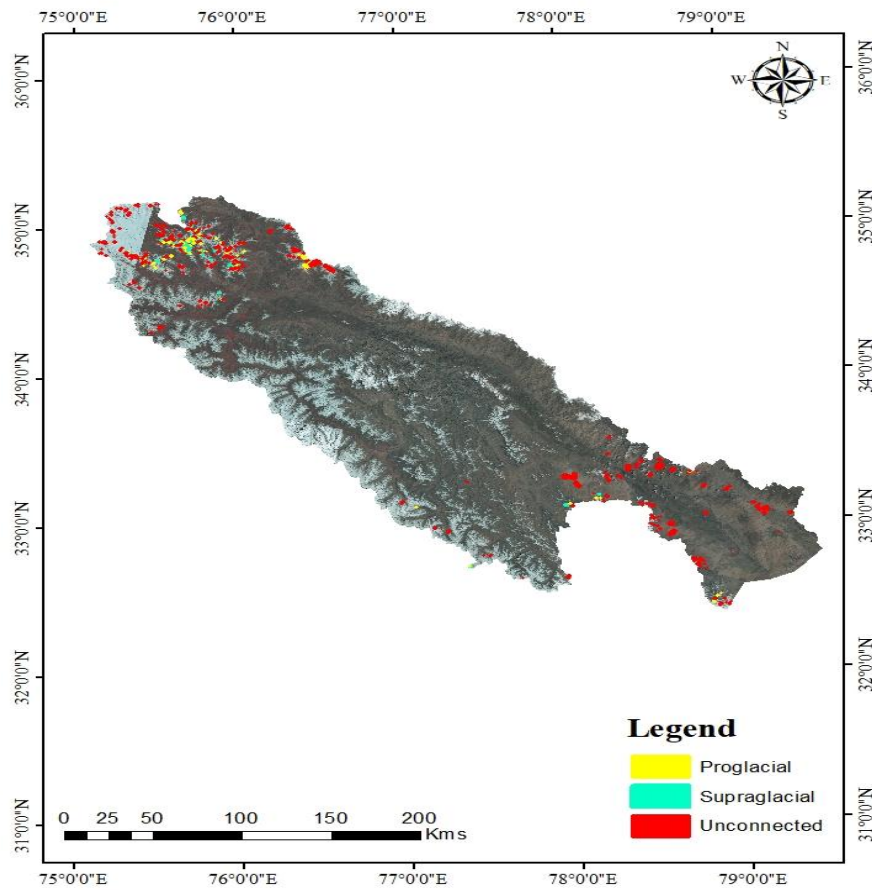 75°0'0"E 76°0'0"E 77°0'0"E 78°0'0"E 79°0'0"E
N
W E
S
36°0'0"N 36°0'0"N
35°0'0"N 35°0'0"N
34°0'0"N 34°0'0"N
33°0'0"N 33°0'0"N
32°0'0"N 32°0'0"N
31°0'0"N 31°0'0"N
Legend
Proglacial
Supraglacial
Unconnected
0 25 50 100 150 200
Kms
75°0'0"E 76°0'0"E 77°0'0"E 78°0'0"E 79°0'0"E